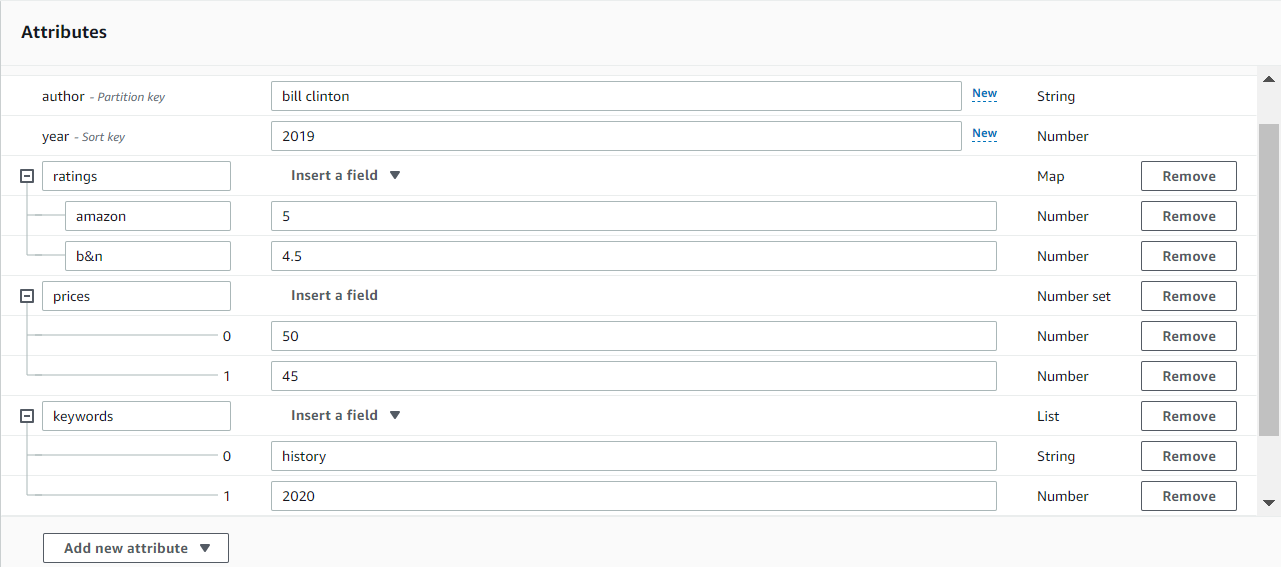 Attributes
author - Partition key bill clinton New String
year - Sort key 2019 New Number
ratings Insert a field Map Remove
amazon 5 Number Remove
b&n 4.5 Number Remove
prices Insert a field Number set Remove
0 50 Number Remove
1 45 Number Remove
keywords Insert a field List Remove
0 history String Remove
1 2020 Number Remove
Add new attribute